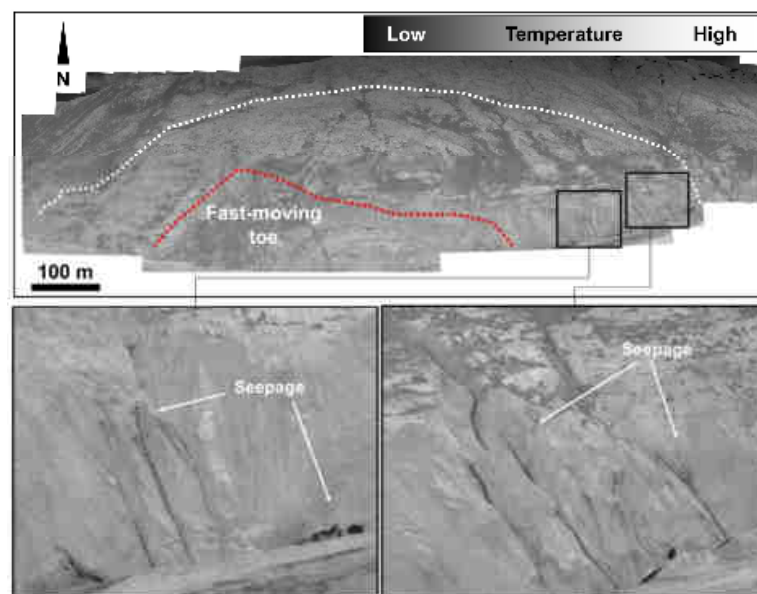 Low Temperature High
N
Fast-moving
toe
100 m
Seepage
Seepage